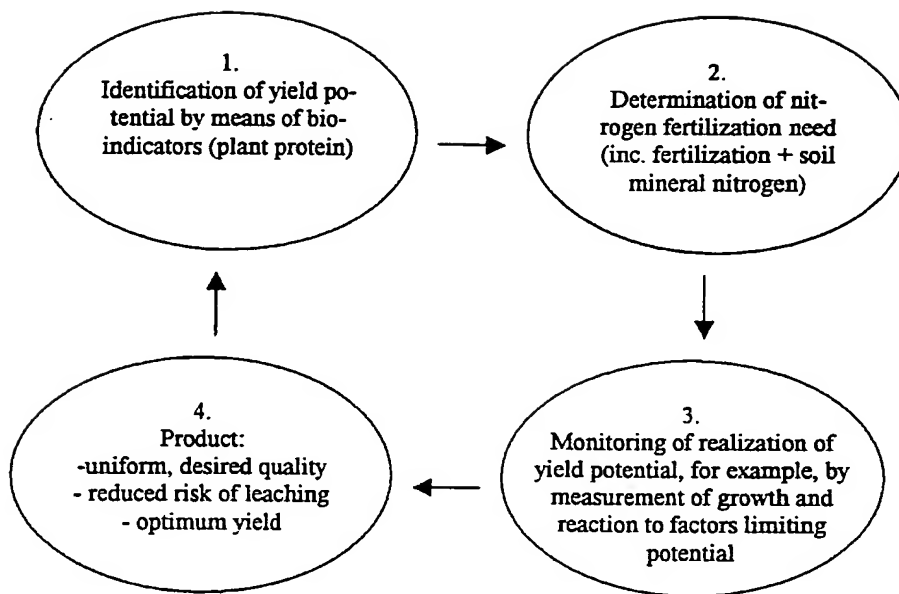 1.
Identification of yield po-
tential by means of bio-
indicators (plant protein)
2.
Determination of nit-
rogen fertilization need
(inc. fertilization + soil
mineral nitrogen)
3.
Monitoring of realization of
yield potential, for example, by
measurement of growth and
reaction to factors limiting
potential
4.
Product:
-uniform, desired quality
- reduced risk of leaching
- optimum yield